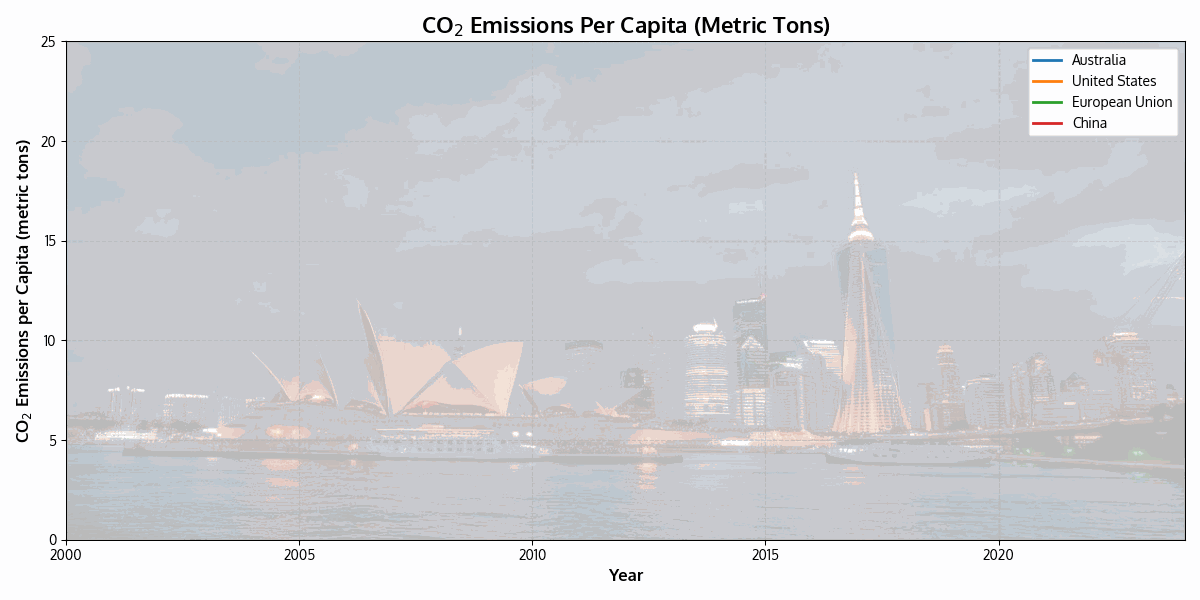 CO₂ Emissions Per Capita (Metric Tons)
CO₂ Emissions per Capita (metric tons)
25
20
15
10
5
0
Australia
United States
European Union
China
2000
2005
2010
2015
2020
Year